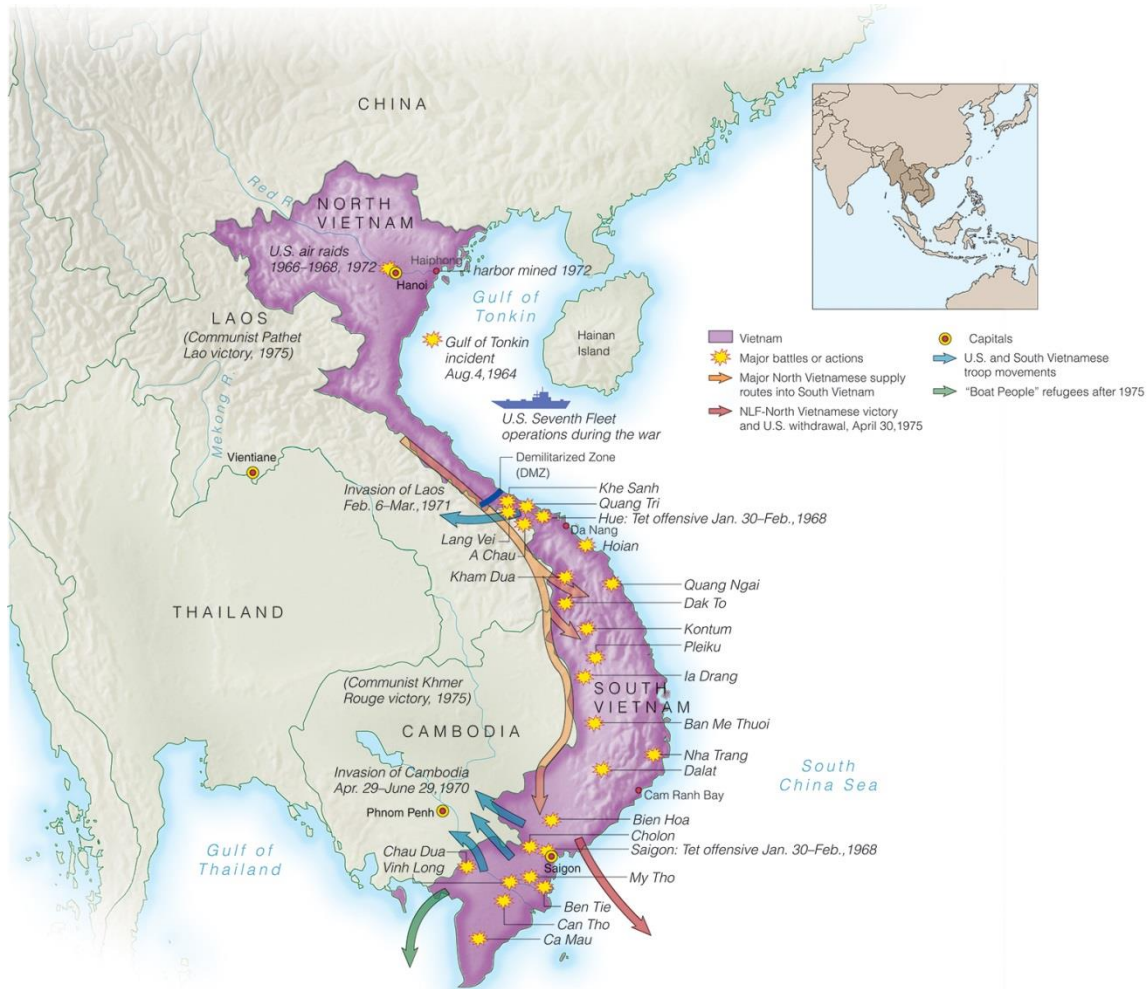 CHINA
Red R.
NORTH
VIETNAM
U.S. air raids
1966–1968, 1972
Haiphong
harbor mined 1972
Hanoi
Gulf of
Tonkin
LAOS
(Communist Pathet
Lao victory, 1975)
Gulf of Tonkin
incident
Aug.4,1964
Hainan
Island
Mekong R.
U.S. Seventh Fleet
operations during the war
Vientiane
Demilitarized Zone
(DMZ)
Invasion of Laos
Feb. 6–Mar.,1971
Khe Sanh
Quang Tri
Hue: Tet offensive Jan. 30–Feb.,1968
Da Nang
Lang Vei
A Chau
Hoian
Kham Dua
Quang Ngai
THAILAND
Dak To
Kontum
Pleiku
(Communist Khmer
Rouge victory, 1975)
Ia Drang
SOUTH
VIETNAM
CAMBODIA
Ban Me Thuoi
Nha Trang
Dalat
South
China Sea
Invasion of Cambodia
Apr. 29–June 29,1970
Cam Ranh Bay
Phnom Penh
Bien Hoa
Cholon
Saigon: Tet offensive Jan. 30–Feb.,1968
Gulf of
Thailand
Chau Dua
Vinh Long
Saigon
My Tho
Ben Tie
Can Tho
Ca Mau
Vietnam
Major battles or actions
Major North Vietnamese supply
routes into South Vietnam
NLF-North Vietnamese victory
and U.S. withdrawal, April 30,1975
Capitals
U.S. and South Vietnamese
troop movements
“Boat People” refugees after 1975